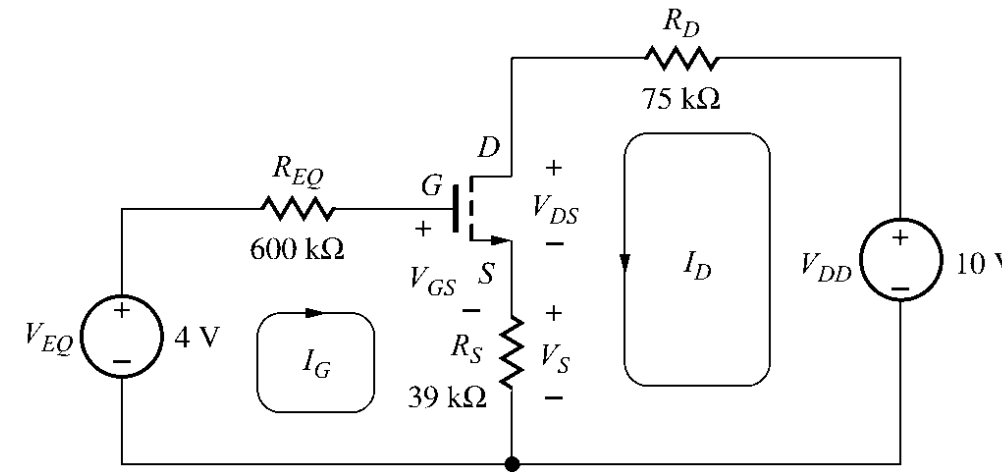 R_D
75 kΩ
D
+
R_EQ
G
V_DS
600 kΩ
+
−
I_D
V_DD
+
−
10 V
V_GS
S
−
+
V_EQ
+
−
4 V
I_G
R_S
V_S
39 kΩ
−